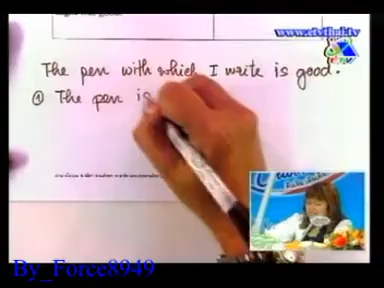 www.etvthai.tv
The pen with which I write is good.
① The pen is
By_Force8949